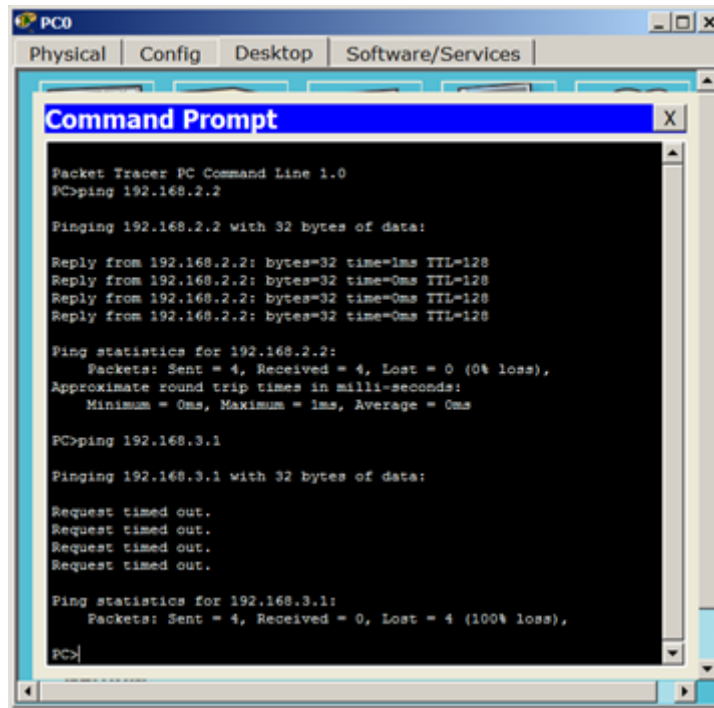 PC0
Physical Config Desktop Software/Services
Command Prompt
X
Packet Tracer PC Command Line 1.0
PC>ping 192.168.2.2
Pinging 192.168.2.2 with 32 bytes of data:
Reply from 192.168.2.2: bytes=32 time=1ms TTL=128
Reply from 192.168.2.2: bytes=32 time=0ms TTL=128
Reply from 192.168.2.2: bytes=32 time=0ms TTL=128
Reply from 192.168.2.2: bytes=32 time=0ms TTL=128
Ping statistics for 192.168.2.2:
Packets: Sent = 4, Received = 4, Lost = 0 (0% loss),
Approximate round trip times in milli-seconds:
Minimum = 0ms, Maximum = 1ms, Average = 0ms
PC>ping 192.168.3.1
Pinging 192.168.3.1 with 32 bytes of data:
Request timed out.
Request timed out.
Request timed out.
Request timed out.
Ping statistics for 192.168.3.1:
Packets: Sent = 4, Received = 0, Lost = 4 (100% loss),
PC>